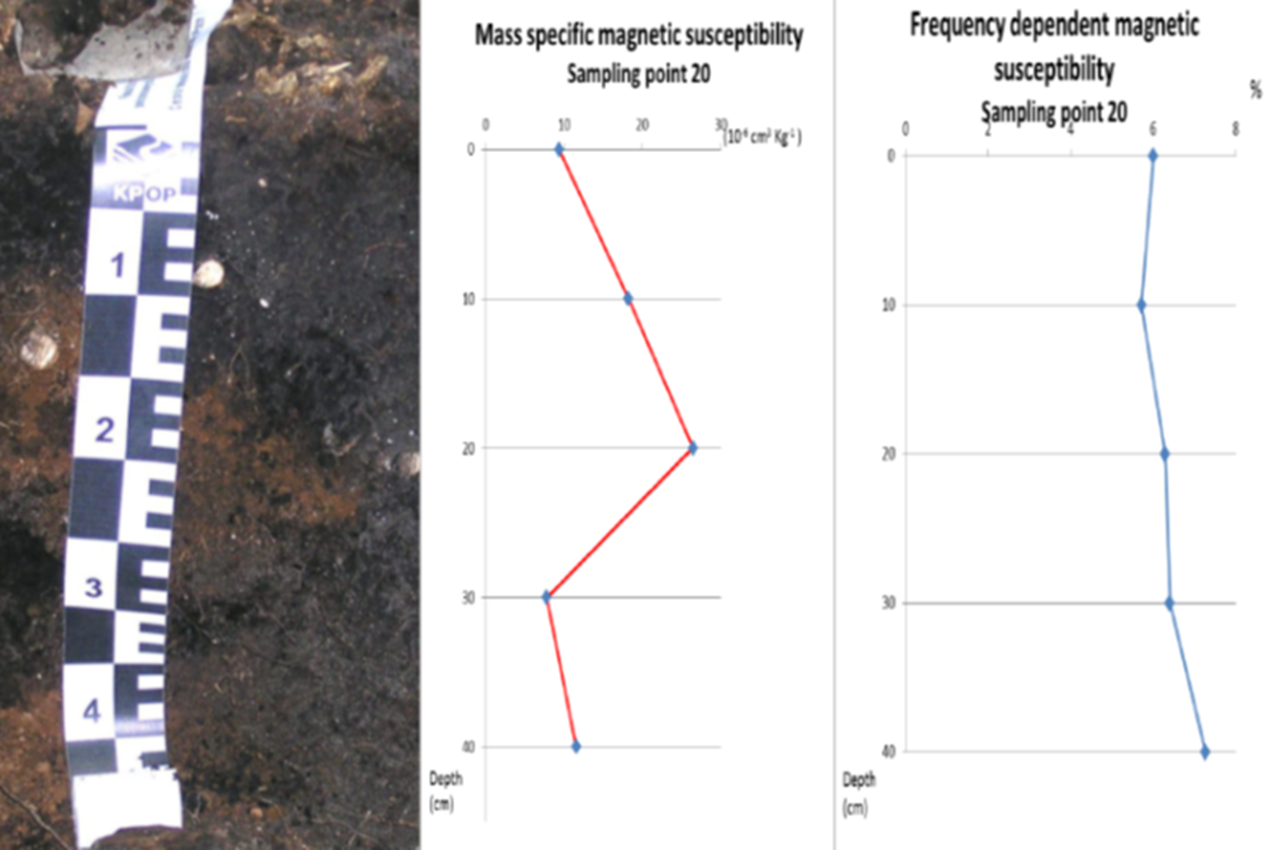 KPOP
1
2
3
4
Mass specific magnetic susceptibility
Sampling point 20
0 10 20 30
(10⁻⁶ cm³ Kg⁻¹)
0
10
20
30
40
Depth
(cm)
Frequency dependent magnetic
susceptibility
Sampling point 20
%
0 2 4 6 8
0
10
20
30
40
Depth
(cm)